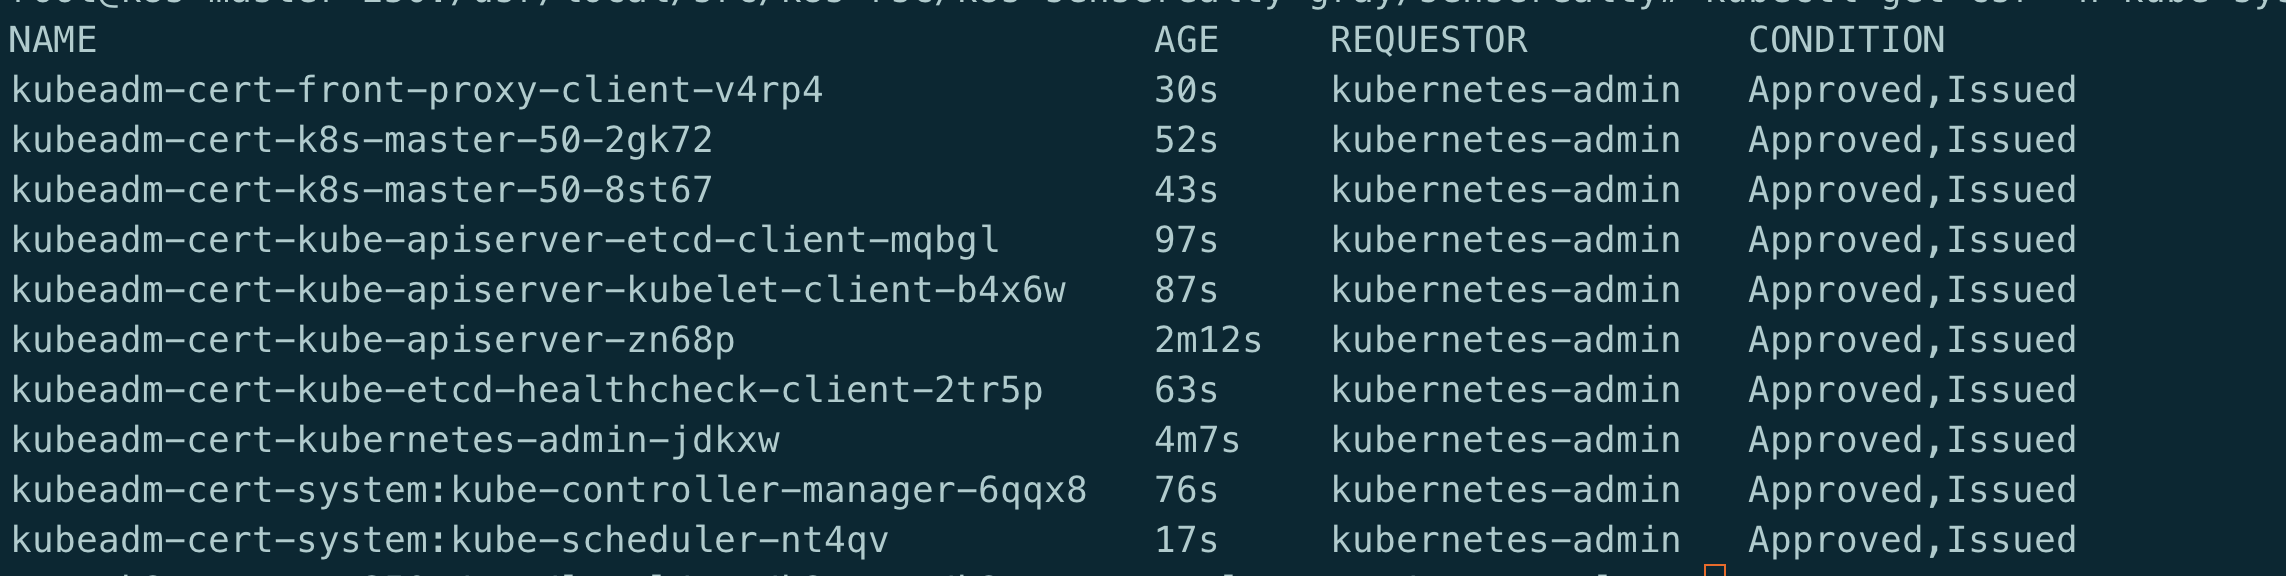 NAME AGE REQUESTOR CONDITION
kubeadm-cert-front-proxy-client-v4rp4 30s kubernetes-admin Approved,Issued
kubeadm-cert-k8s-master-50-2gk72 52s kubernetes-admin Approved,Issued
kubeadm-cert-k8s-master-50-8st67 43s kubernetes-admin Approved,Issued
kubeadm-cert-kube-apiserver-etcd-client-mqbgl 97s kubernetes-admin Approved,Issued
kubeadm-cert-kube-apiserver-kubelet-client-b4x6w 87s kubernetes-admin Approved,Issued
kubeadm-cert-kube-apiserver-zn68p 2m12s kubernetes-admin Approved,Issued
kubeadm-cert-kube-etcd-healthcheck-client-2tr5p 63s kubernetes-admin Approved,Issued
kubeadm-cert-kubernetes-admin-jdkxw 4m7s kubernetes-admin Approved,Issued
kubeadm-cert-system:kube-controller-manager-6qqx8 76s kubernetes-admin Approved,Issued
kubeadm-cert-system:kube-scheduler-nt4qv 17s kubernetes-admin Approved,Issued